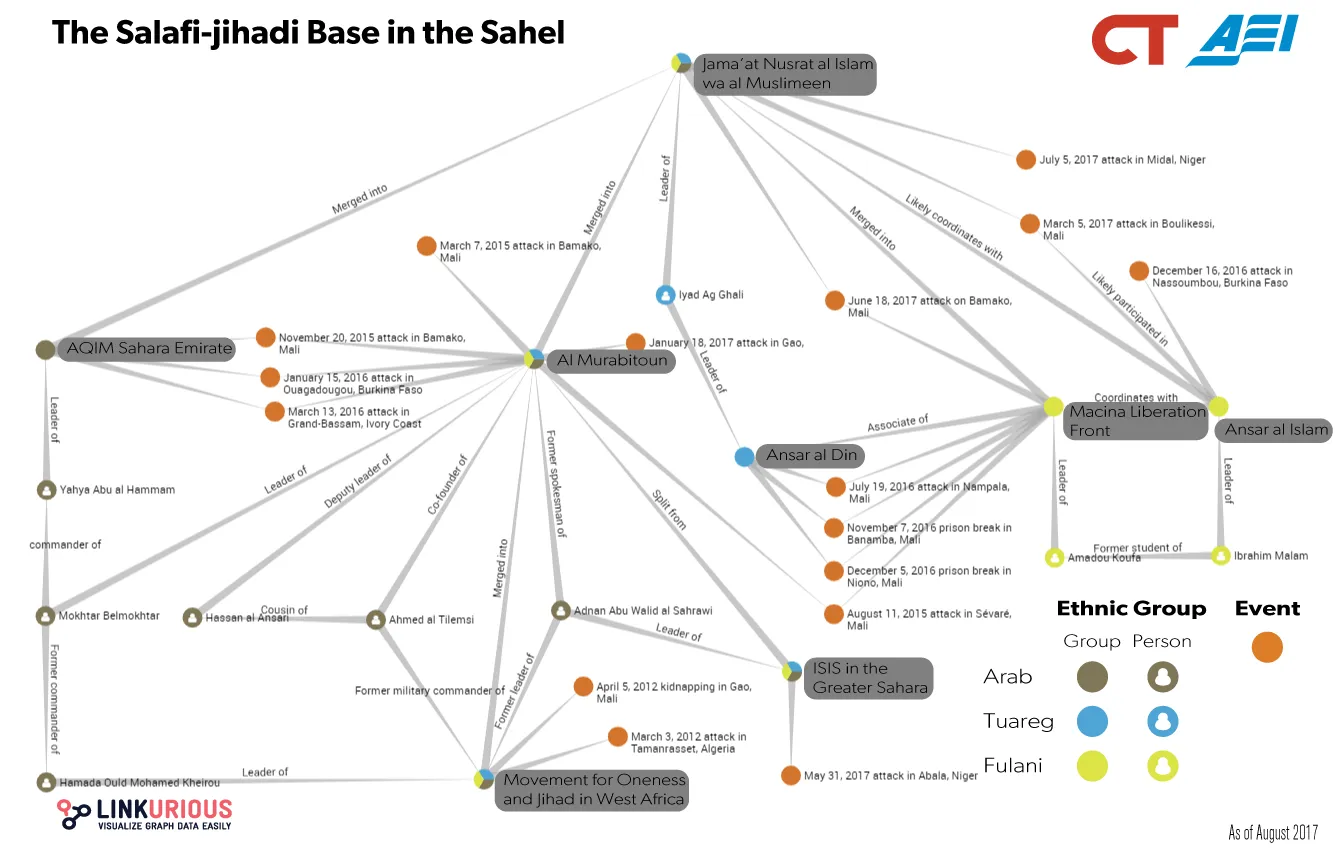 The Salafi-jihadi Base in the Sahel
CT AEI
Jama´at Nusrat al Islam
wa al Muslimeen
July 5, 2017 attack in Midal, Niger
Merged into
Merged into
Leader of
Merged into
Likely coordinates with
March 5, 2017 attack in Boulikessi,
Mali
March 7, 2015 attack in Bamako,
Mali
December 16, 2016 attack in
Nassoumbou, Burkina Faso
Likely participated in
Iyad Ag Ghali
June 18, 2017 attack on Bamako,
Mali
AQIM Sahara Emirate
November 20, 2015 attack in Bamako,
Mali
January 18, 2017 attack in Gao,
Al Murabitoun
Leader of
January 15, 2016 attack in
Ouagadougou, Burkina Faso
March 13, 2016 attack in
Grand-Bassam, Ivory Coast
Coordinates with
Macina Liberation
Front
Ansar al Islam
Leader of
Associate of
Ansar al Din
Leader of
Deputy leader of
Co-founder of
Former spokesman of
Split from
Leader of
Leader of
Yahya Abu al Hammam
July 19, 2016 attack in Nampala,
Mali
November 7, 2016 prison break in
Banamba, Mali
commander of
Former student of
Amadou Koufa
Ibrahim Malam
Merged into
December 5, 2016 prison break in
Niono, Mali
Mokhtar Belmokhtar
Hassan al Ansari
Cousin of
Ahmed al Tilemsi
Adnan Abu Walid al Sahrawi
Leader of
August 11, 2015 attack in Sévaré,
Mali
Former commander of
Former military commander of
Former leader of
April 5, 2012 kidnapping in Gao,
Mali
ISIS in the
Greater Sahara
March 3, 2012 attack in
Tamanrasset, Algeria
Hamada Ould Mohamed Kheirou
Leader of
Movement for Oneness
and Jihad in West Africa
May 31, 2017 attack in Abala, Niger
Ethnic Group
Event
Group
Person
Arab
Tuareg
Fulani
LINKURIOUS
VISUALIZE GRAPH DATA EASILY
As of August 2017